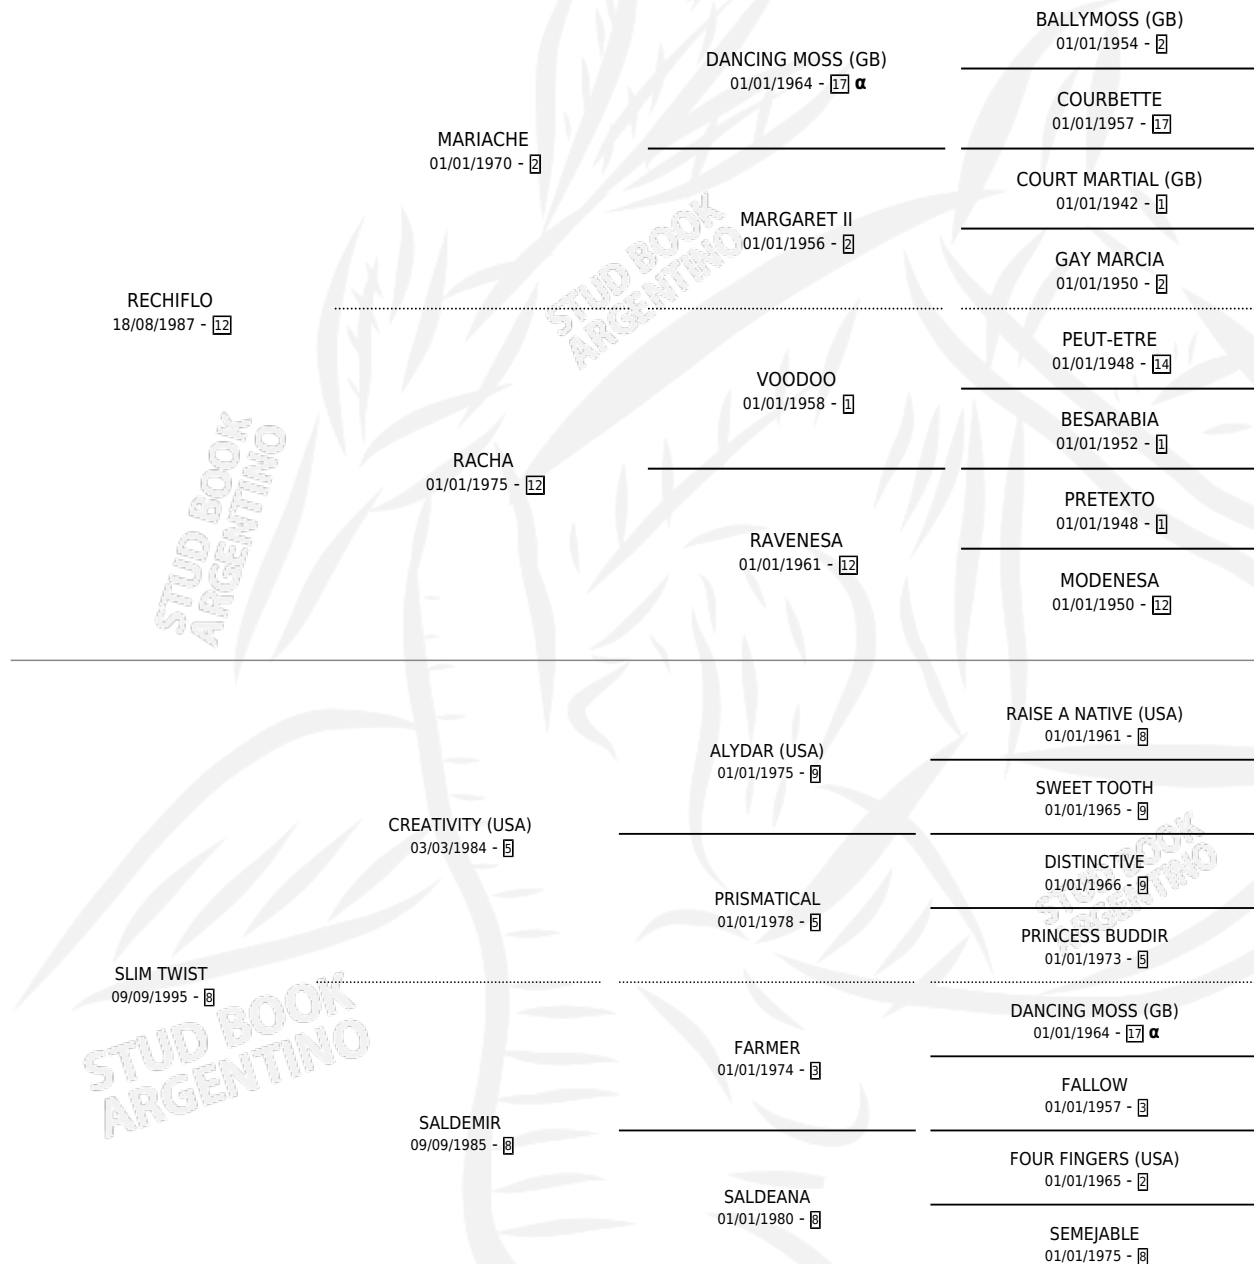 BALLYMOSS (GB)
01/01/1954 - 2
DANCING MOSS (GB)
01/01/1964 - 17 α
COURBETTE
01/01/1957 - 17
MARIACHE
01/01/1970 - 2
COURT MARTIAL (GB)
01/01/1942 - 1
MARGARET II
01/01/1956 - 2
GAY MARCIA
01/01/1950 - 2
RECHIFLO
18/08/1987 - 12
PEUT-ETRE
01/01/1948 - 14
VOODOO
01/01/1958 - 1
BESARABIA
01/01/1952 - 1
RACHA
01/01/1975 - 12
PRETEXTO
01/01/1948 - 1
RAVENESA
01/01/1961 - 12
MODENESA
01/01/1950 - 12
STUD BOOK
ARGENTINO
STUD BOOK
ARGENTINO
RAISE A NATIVE (USA)
01/01/1961 - 8
ALYDAR (USA)
01/01/1975 - 9
SWEET TOOTH
01/01/1965 - 9
CREATIVITY (USA)
03/03/1984 - 5
DISTINCTIVE
01/01/1966 - 9
PRISMATICAL
01/01/1978 - 5
PRINCESS BUDDIR
01/01/1973 - 5
STUD BOOK
ARGENTINO
SLIM TWIST
09/09/1995 - 8
DANCING MOSS (GB)
01/01/1964 - 17 α
FARMER
01/01/1974 - 3
FALLOW
01/01/1957 - 3
SALDEMIR
09/09/1985 - 8
FOUR FINGERS (USA)
01/01/1965 - 2
SALDEANA
01/01/1980 - 8
SEMEJABLE
01/01/1975 - 8
STUD BOOK
ARGENTINO